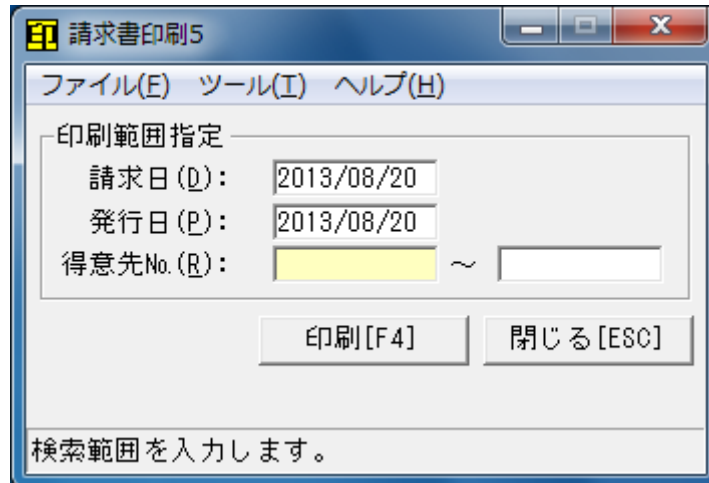 印 請求書印刷5
ファイル(F) ツール(T) ヘルプ(H)
印刷範囲指定
請求日(D): 2013/08/20
発行日(P): 2013/08/20
得意先No.(R): ～
印刷[F4] 閉じる[ESC]
検索範囲を入力します。